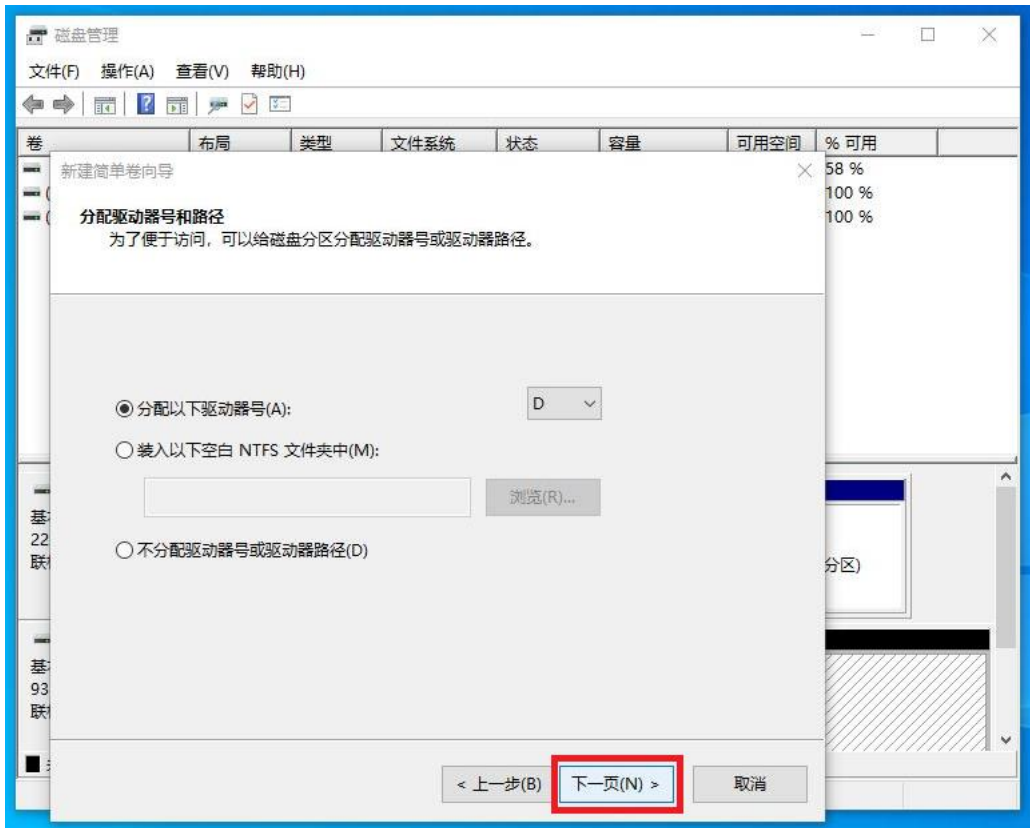 磁盘管理
文件(F) 操作(A) 查看(V) 帮助(H)
卷 布局 类型 文件系统 状态 容量 可用空间 % 可用
58 %
100 %
100 %
新建简单卷向导
分配驱动器号和路径
为了便于访问，可以给磁盘分区分配驱动器号或驱动器路径。
分配以下驱动器号(A): D
装入以下空白 NTFS 文件夹中(M):
浏览(R)...
不分配驱动器号或驱动器路径(D)
基
22
联
分区)
基
93
联
< 上一步(B) 下一页(N) > 取消